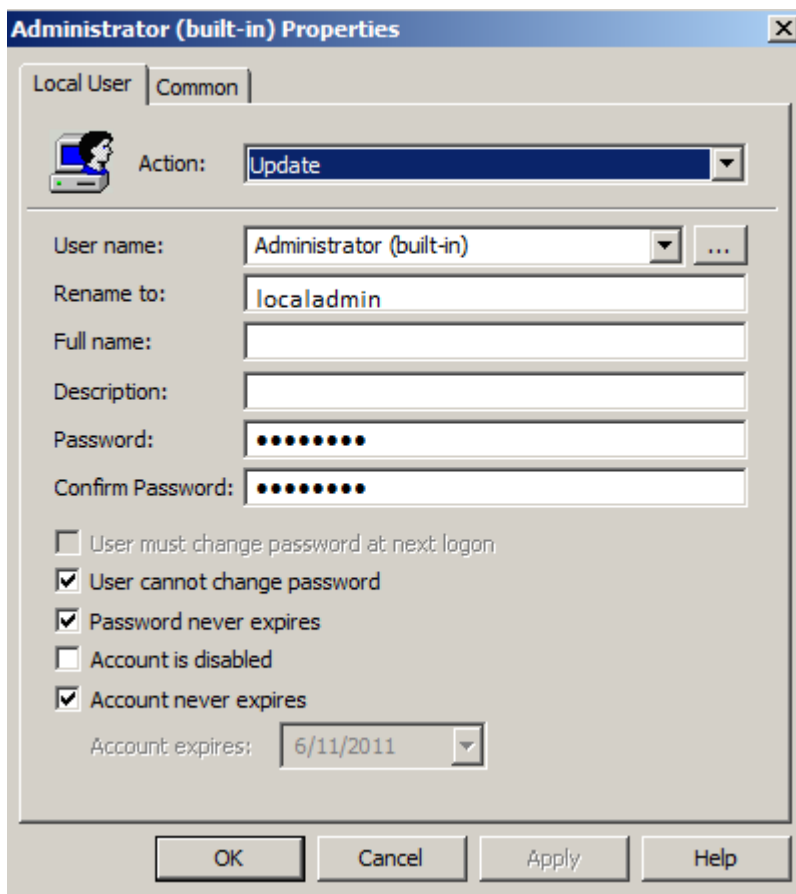 Administrator (built-in) Properties
Local User Common
Action: Update
User name: Administrator (built-in) ...
Rename to: localadmin
Full name:
Description:
Password: ••••••••
Confirm Password: ••••••••
User must change password at next logon
User cannot change password
Password never expires
Account is disabled
Account never expires
Account expires: 6/11/2011
OK Cancel Apply Help